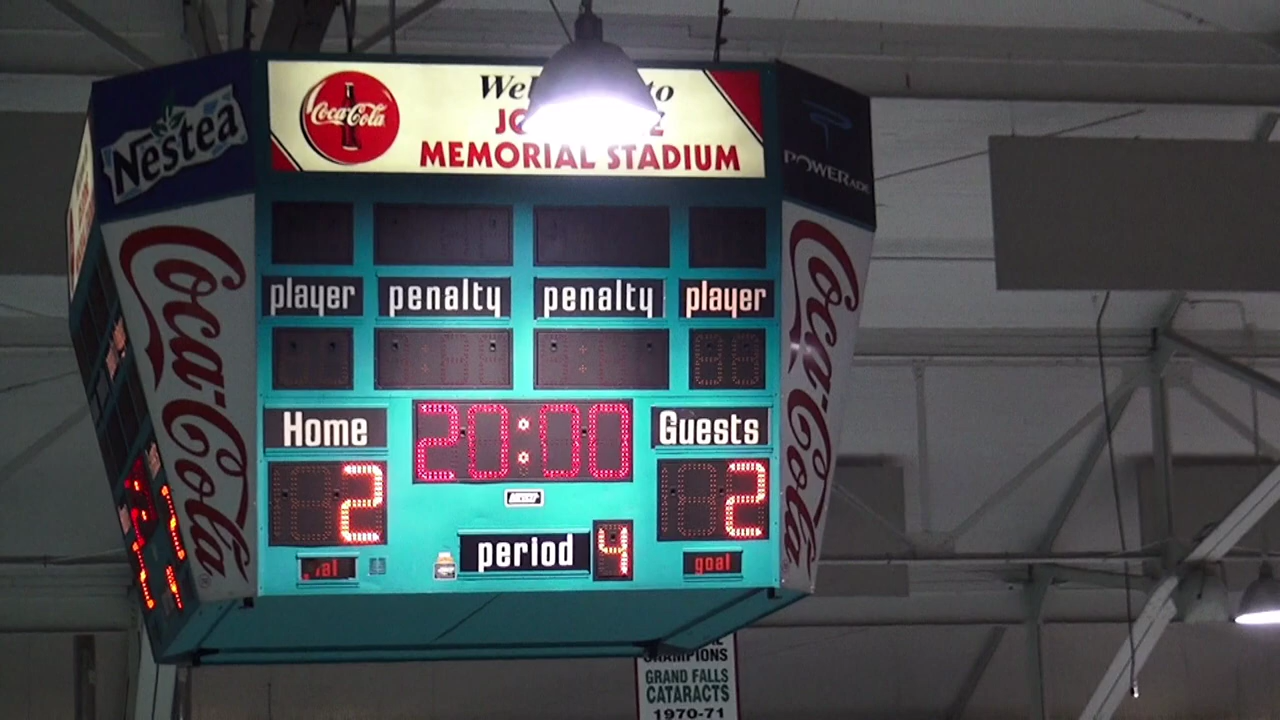 Nestea
Coca-Cola
to
MEMORIAL STADIUM
POWERADE
Coca-Cola
Coca-Cola
player penalty penalty player
Home 20:00 Guests
2 2
period 4
goal
CHAMPIONS
GRAND FALLS
CATARACTS
1970-71